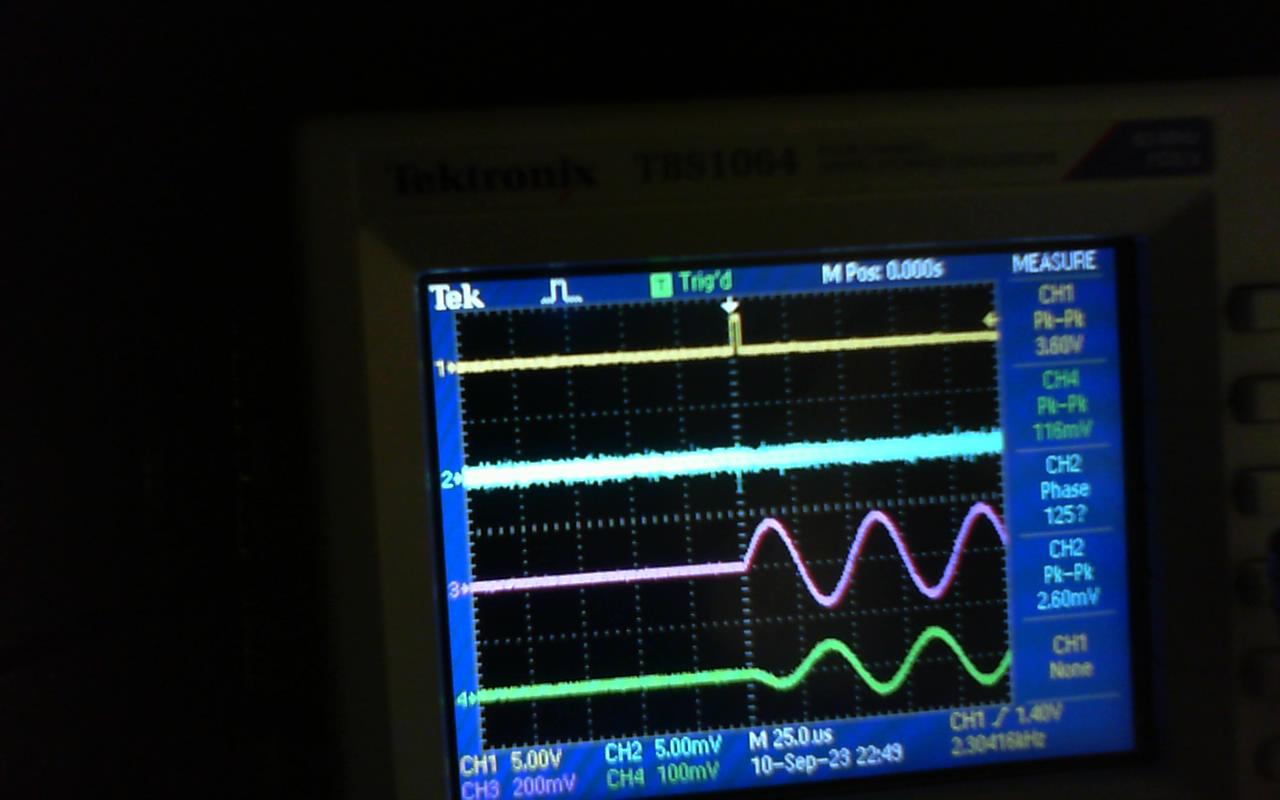 Tektronix TBS1064
Tek Trig'd M Pos: 0.000s MEASURE
CH1
Pk-Pk
3.60V
CH4
Pk-Pk
116mV
CH2
Phase
125?
CH2
Pk-Pk
2.60mV
CH1
None
1
2
3
4
CH1 5.00V CH2 5.00mV M 25.0us CH1 1.40V
CH3 200mV CH4 100mV 10-Sep-23 22:49 2.30416kHz